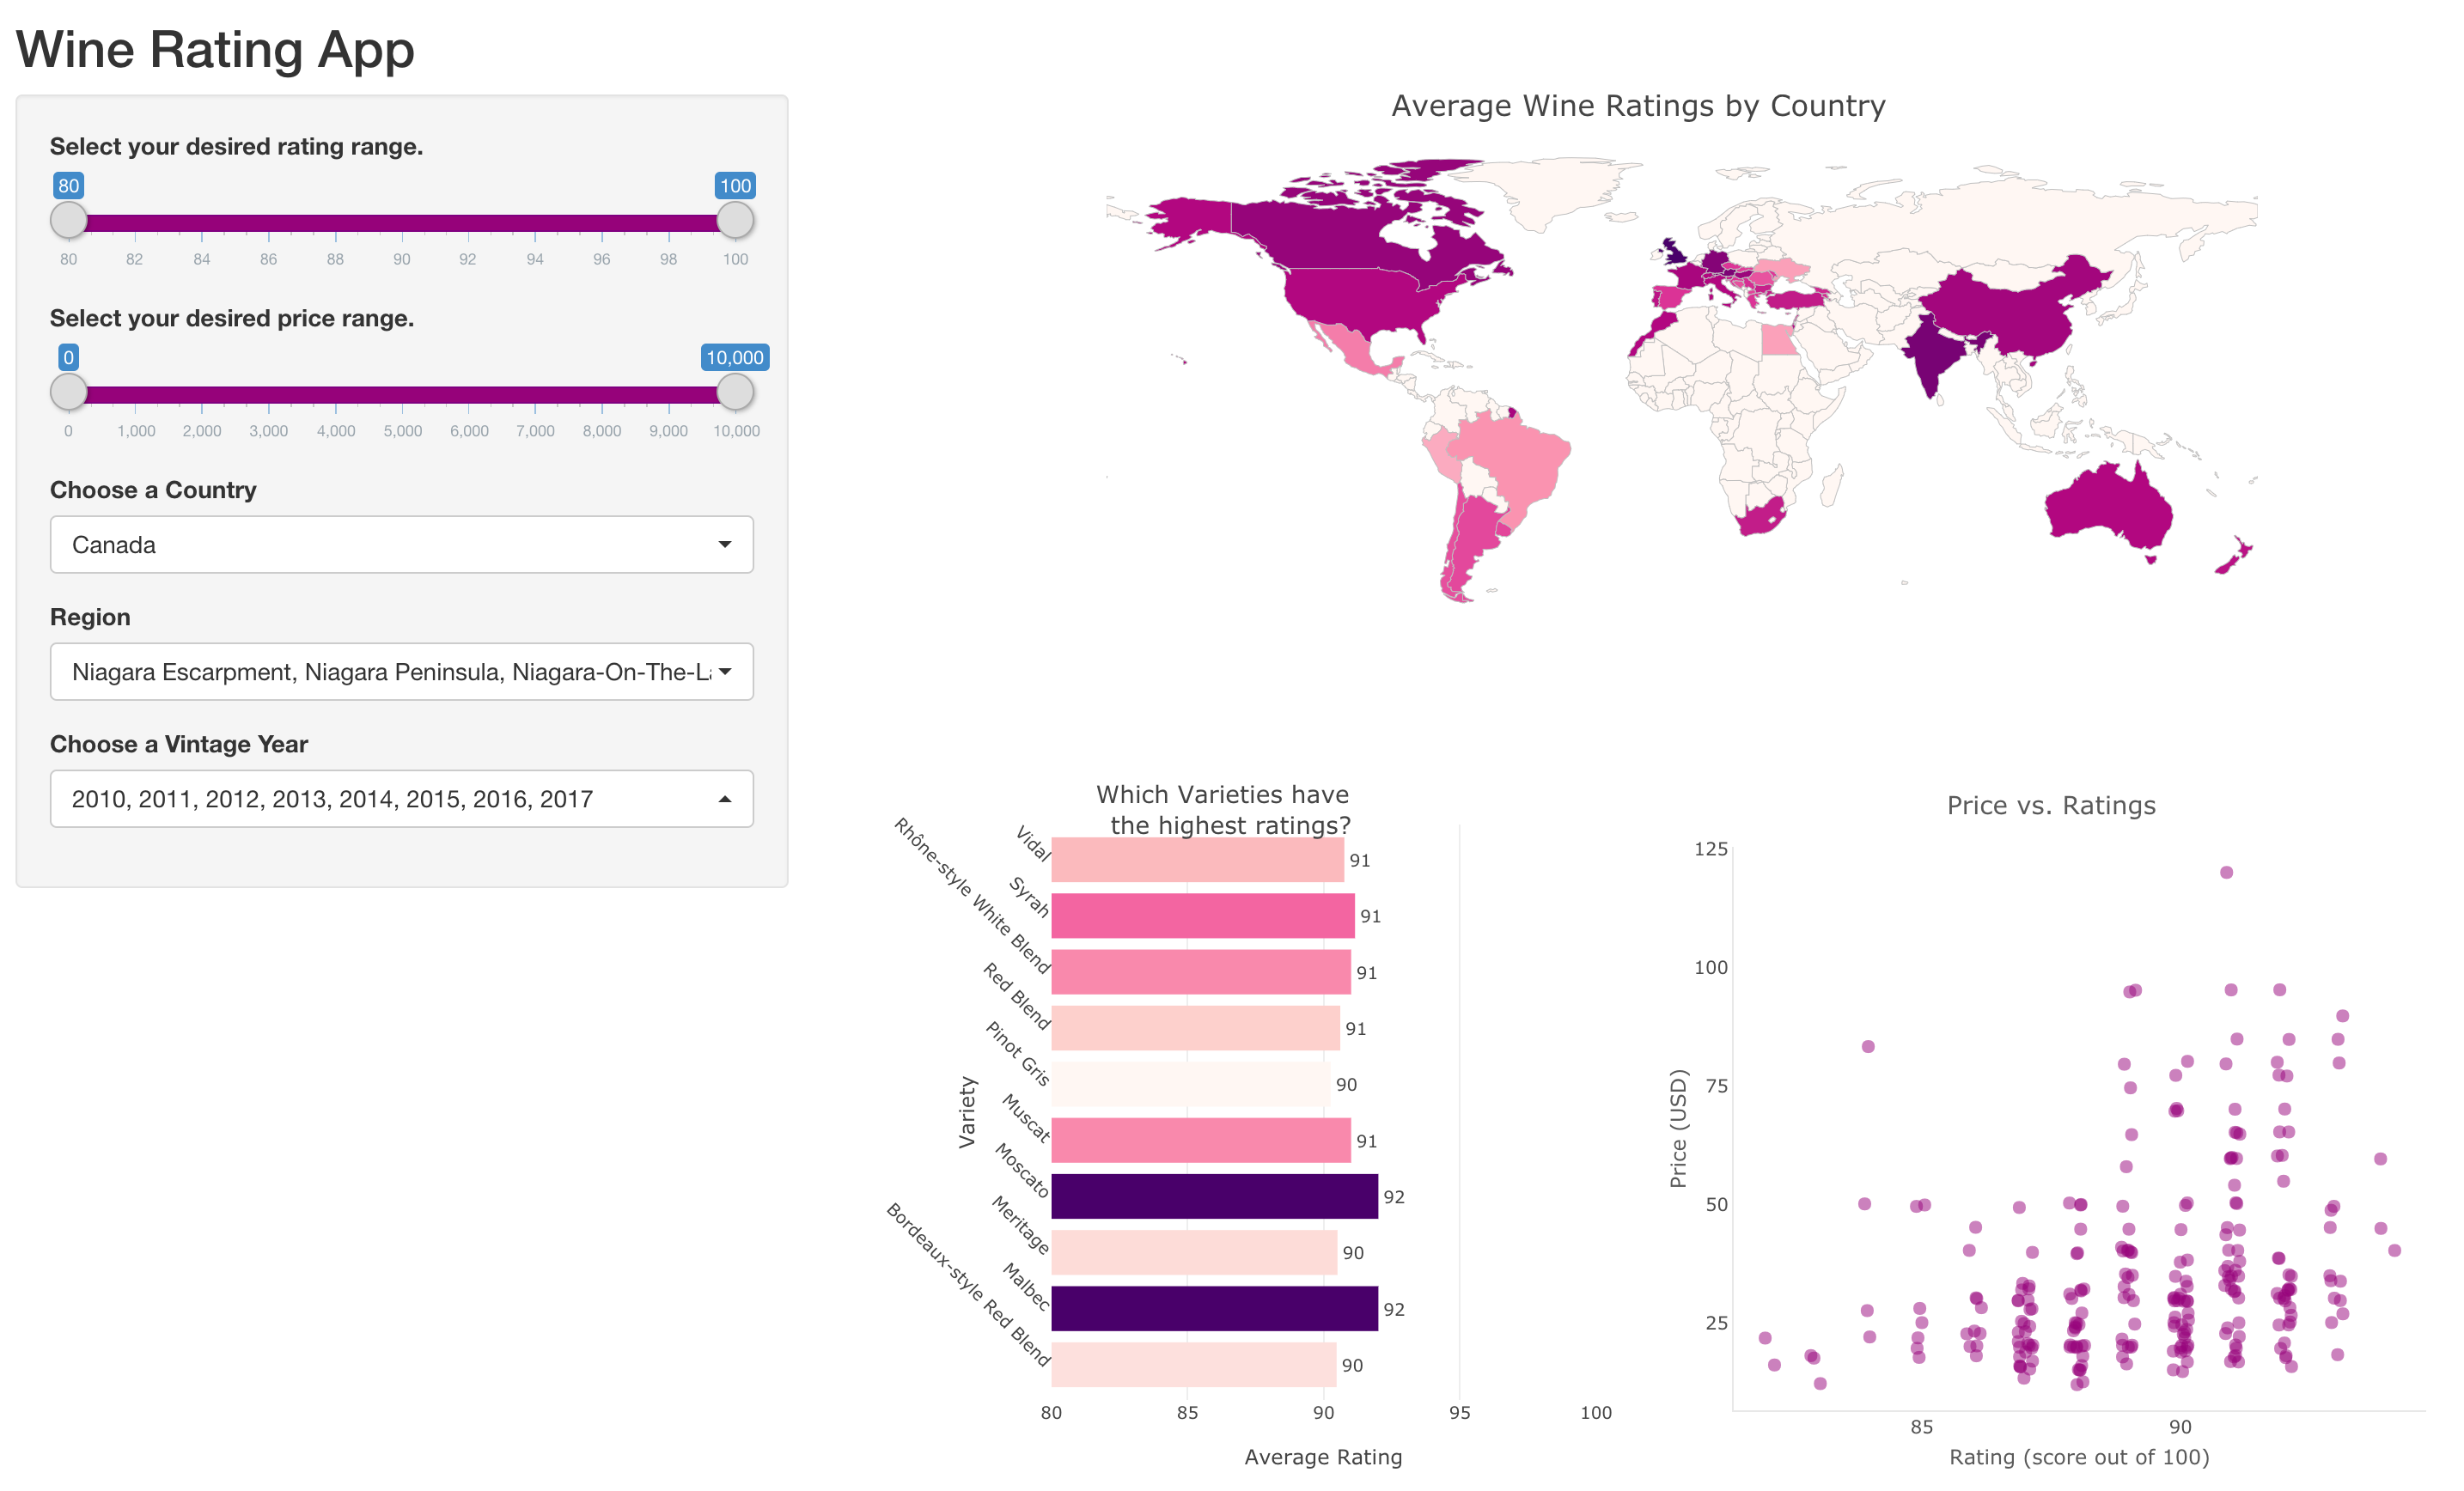 Wine Rating App
Select your desired rating range.
80 100
80 82 84 86 88 90 92 94 96 98 100
Select your desired price range.
0 10,000
0 1,000 2,000 3,000 4,000 5,000 6,000 7,000 8,000 9,000 10,000
Choose a Country
Canada
Region
Niagara Escarpment, Niagara Peninsula, Niagara-On-The-La
Choose a Vintage Year
2010, 2011, 2012, 2013, 2014, 2015, 2016, 2017
Average Wine Ratings by Country
Which Varieties have
the highest ratings?
Variety
Vidal 91
Syrah 91
Rhône-style White Blend 91
Red Blend 91
Pinot Gris 90
Muscat 91
Moscato 92
Meritage 90
Malbec 92
Bordeaux-style Red Blend 90
80 85 90 95 100
Average Rating
Price vs. Ratings
Price (USD)
125
100
75
50
25
85 90
Rating (score out of 100)